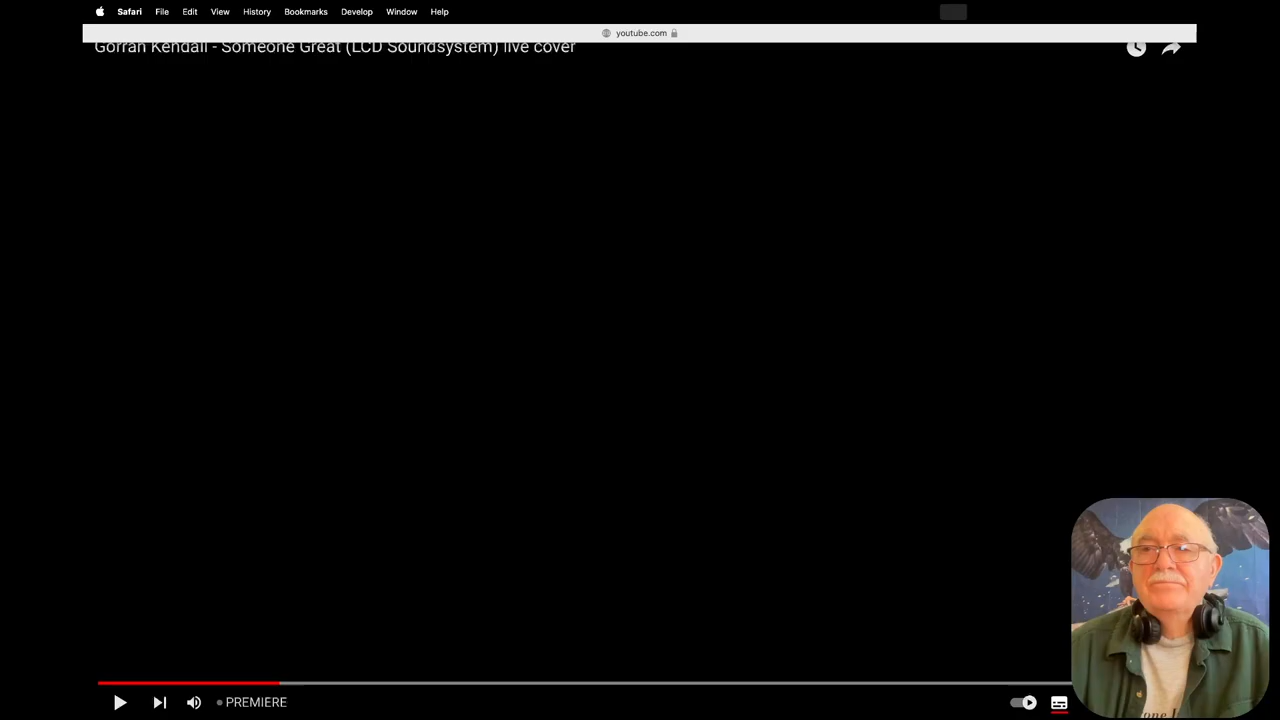 Safari File Edit View History Bookmarks Develop Window Help
youtube.com
Gorran Kendall - Someone Great (LCD Soundsystem) live cover
PREMIERE